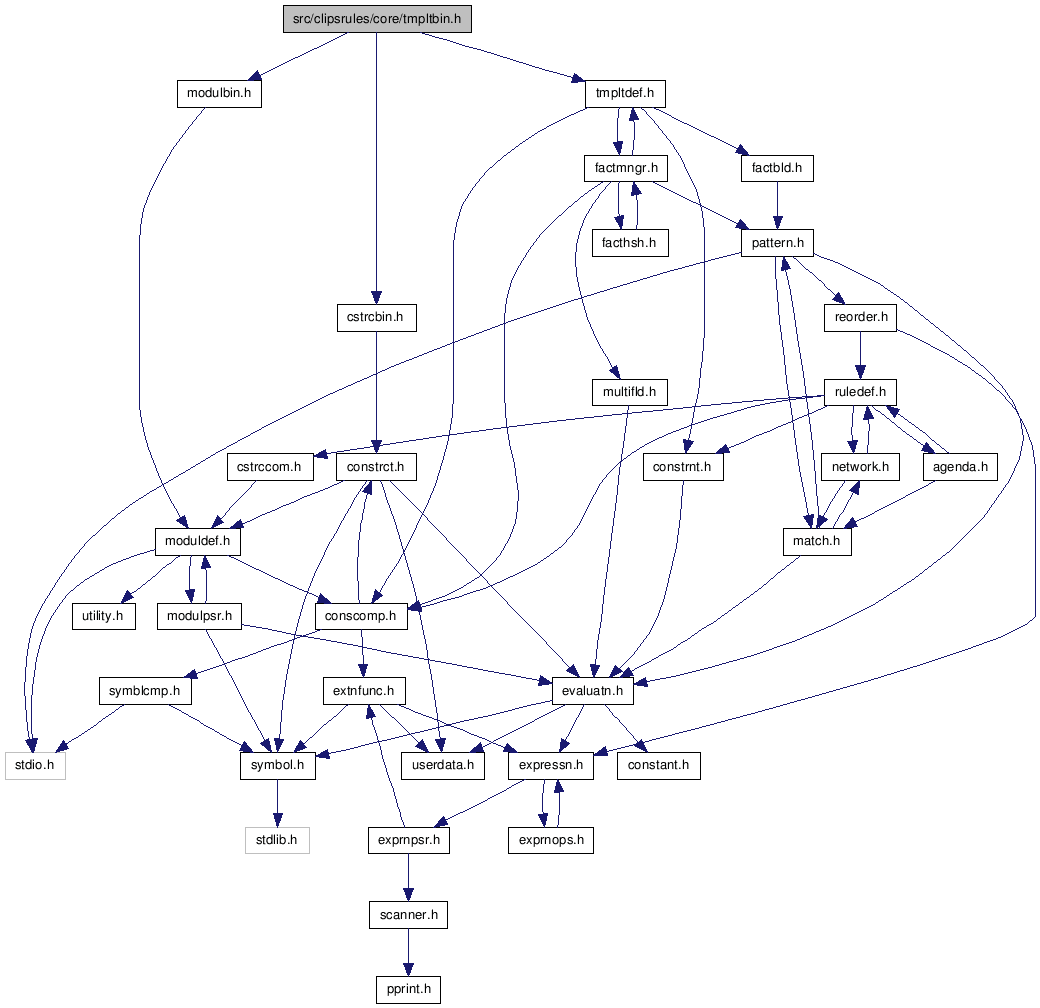 src/clipsrules/core/tmpltbin.h
modulbin.h
tmpltdef.h
factmngr.h
factbld.h
facthsh.h
pattern.h
cstrcbin.h
reorder.h
multifld.h
ruledef.h
cstrccom.h
constrct.h
constrnt.h
network.h
agenda.h
moduldef.h
match.h
utility.h
modulpsr.h
conscomp.h
symblcmp.h
extnfunc.h
evaluatn.h
stdio.h
symbol.h
userdata.h
expressn.h
constant.h
stdlib.h
exprnpsr.h
exprnops.h
scanner.h
pprint.h